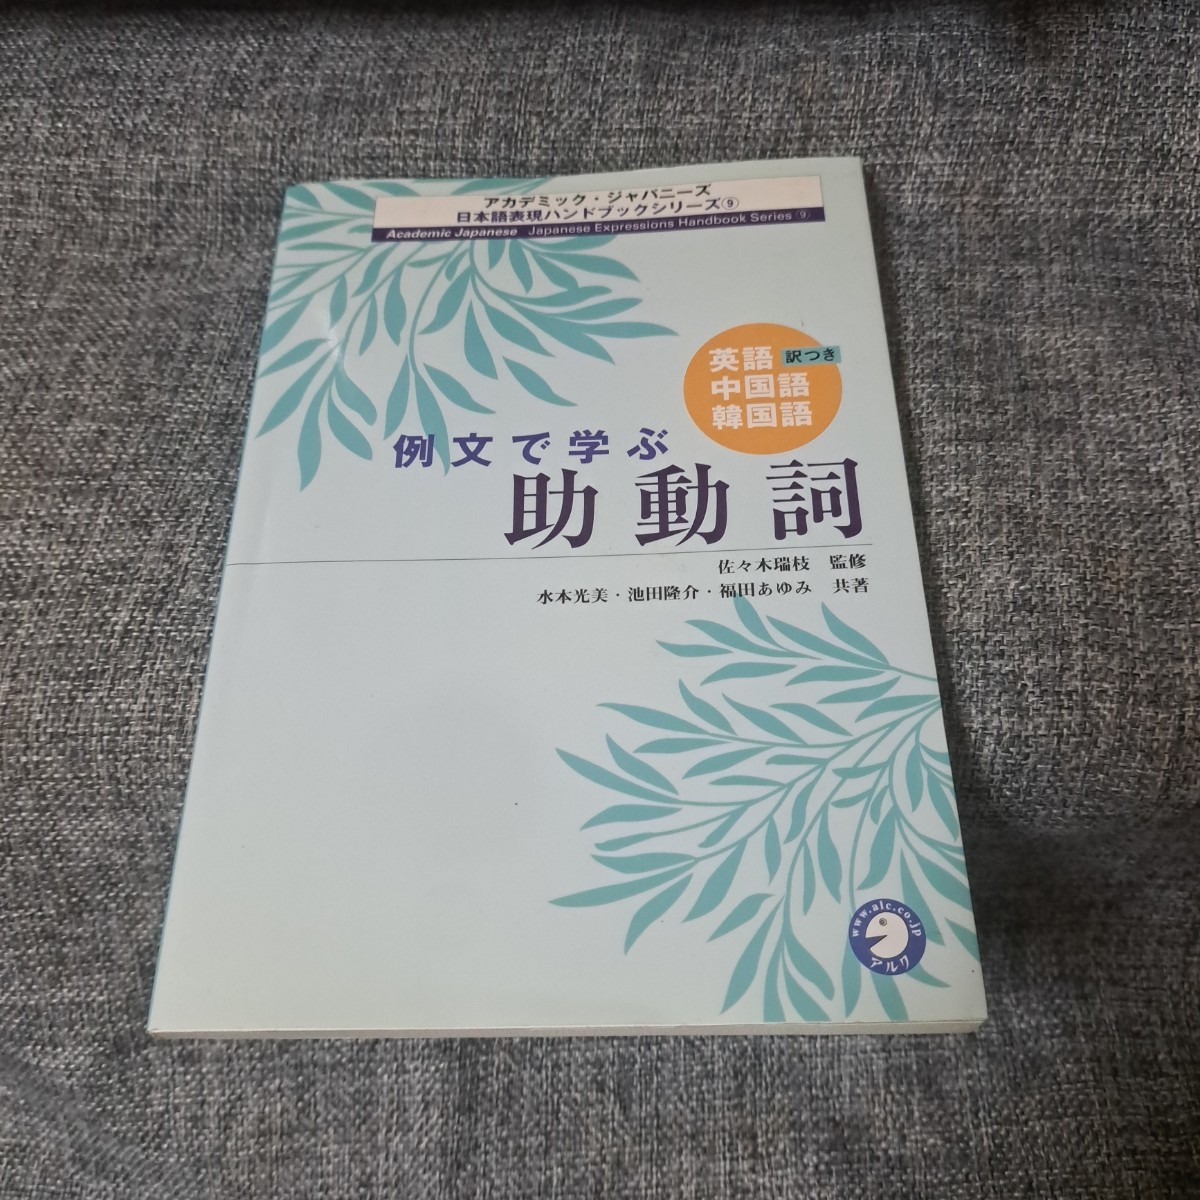 アカデミック・ジャパニーズ
日本語表現ハンドブックシリーズ⑨
Academic Japanese Japanese Expressions Handbook Series ⑨
英語 訳つき
中国語
韓国語
例文で学ぶ
助動詞
佐々木瑞枝 監修
水本光美・池田隆介・福田あゆみ 共著
www.alc.co.jp
アルク